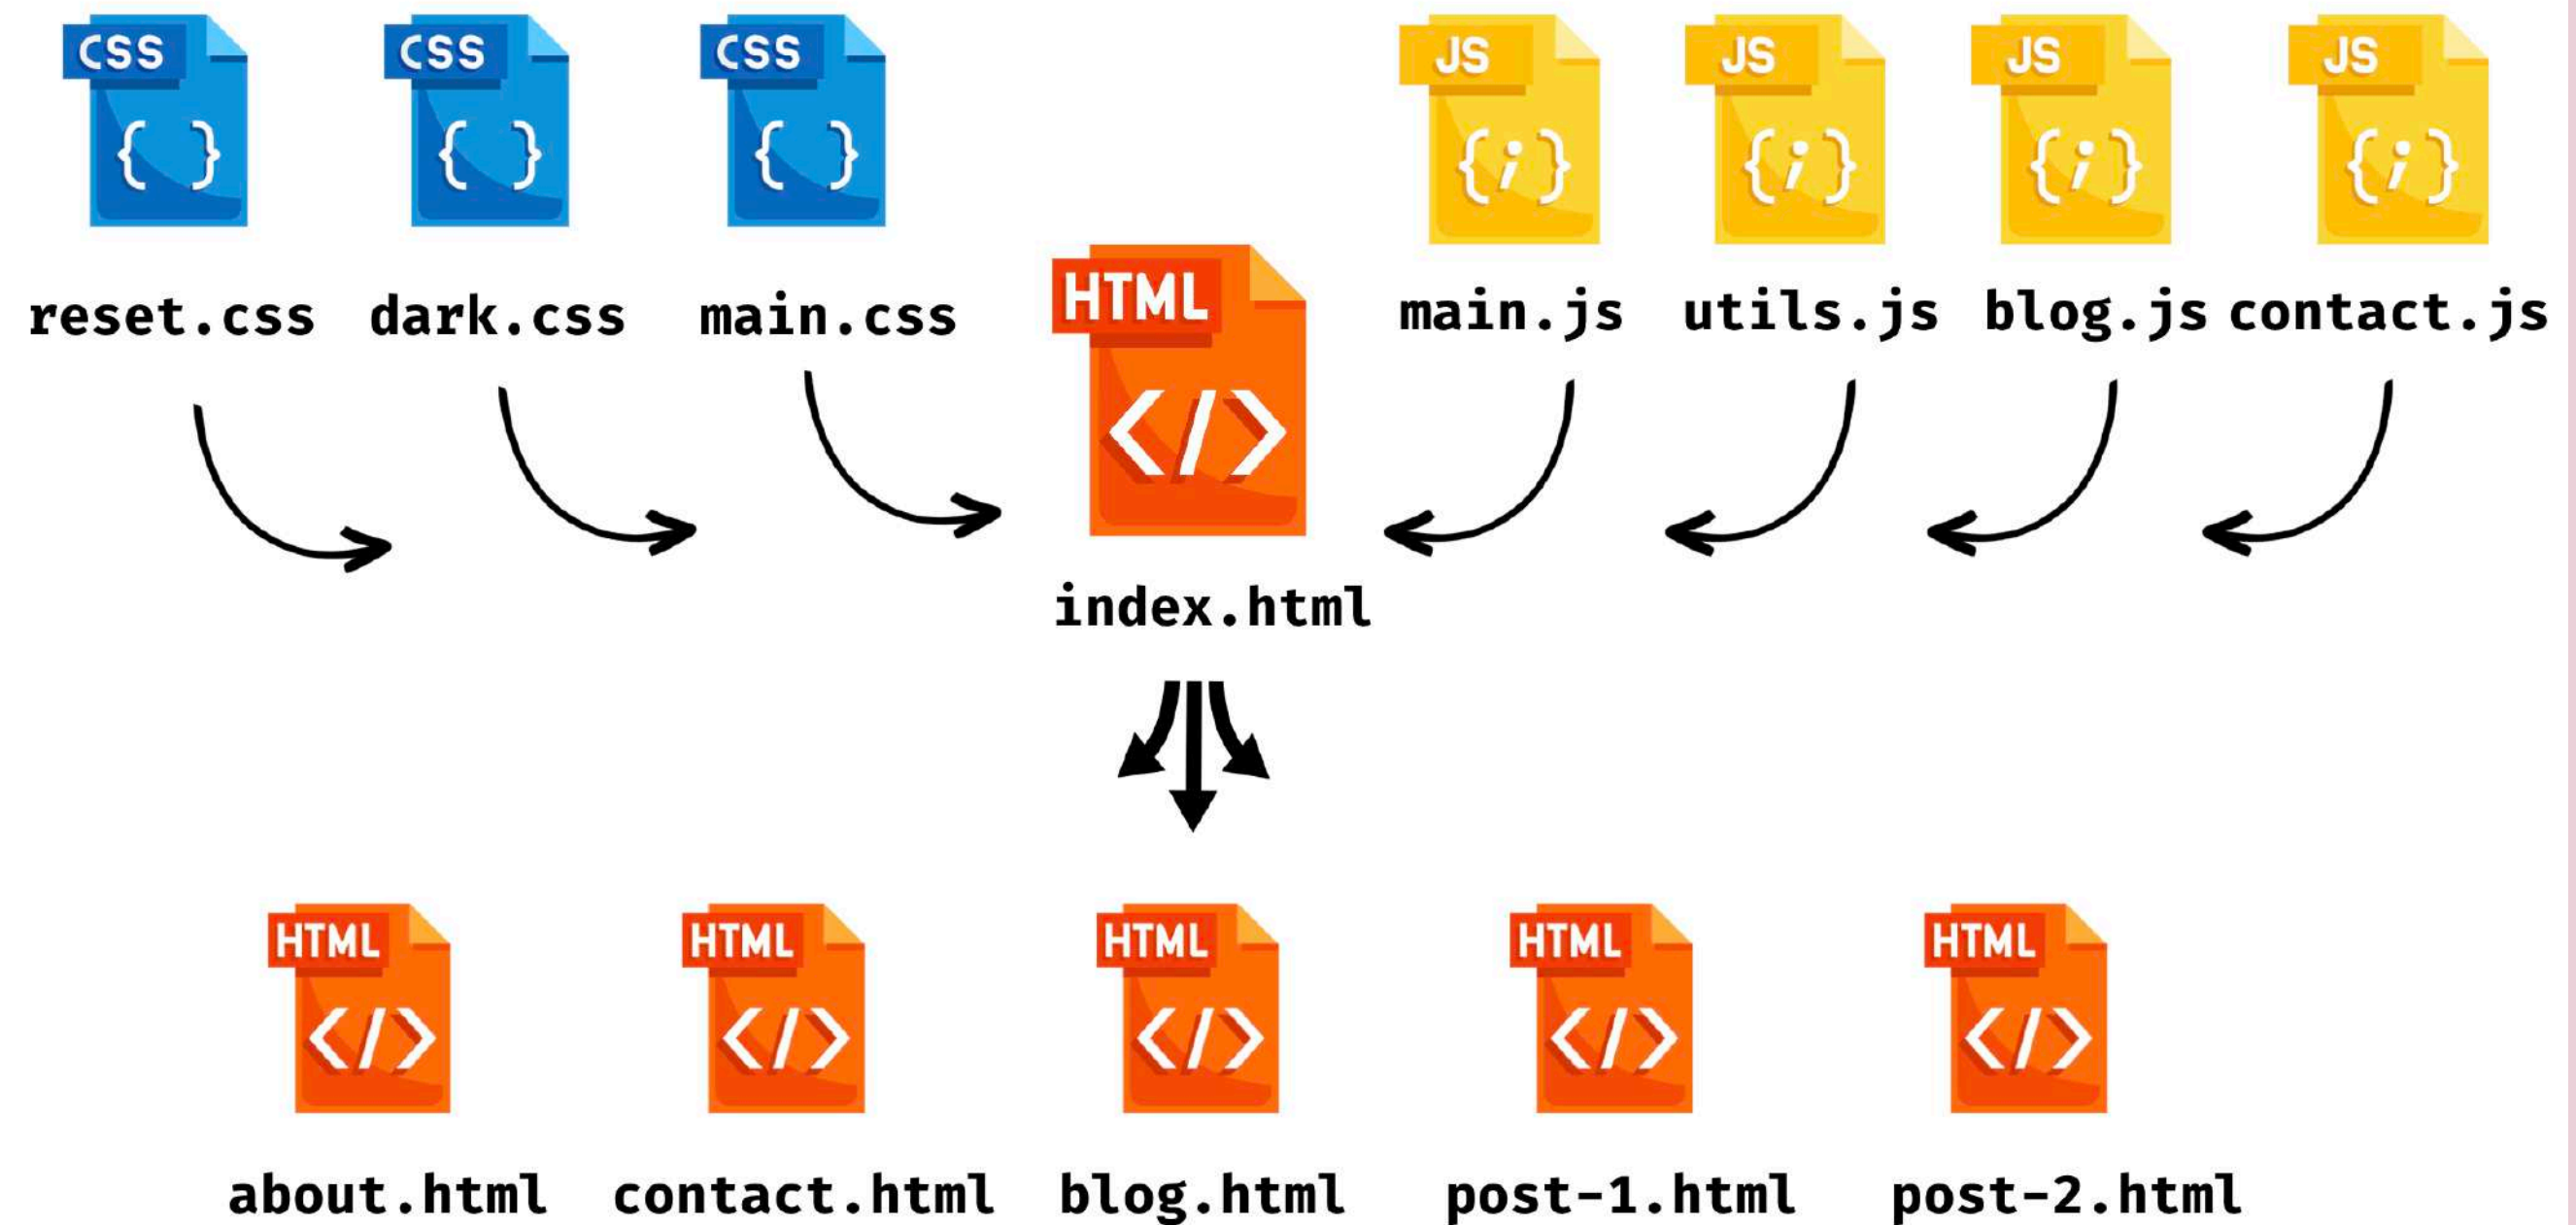 CSS CSS CSS JS JS JS JS
{ } { } { } {;} {;} {;} {;}
reset.css dark.css main.css main.js utils.js blog.js contact.js
HTML
</>
index.html
HTML HTML HTML HTML HTML
</> </> </> </> </>
about.html contact.html blog.html post-1.html post-2.html